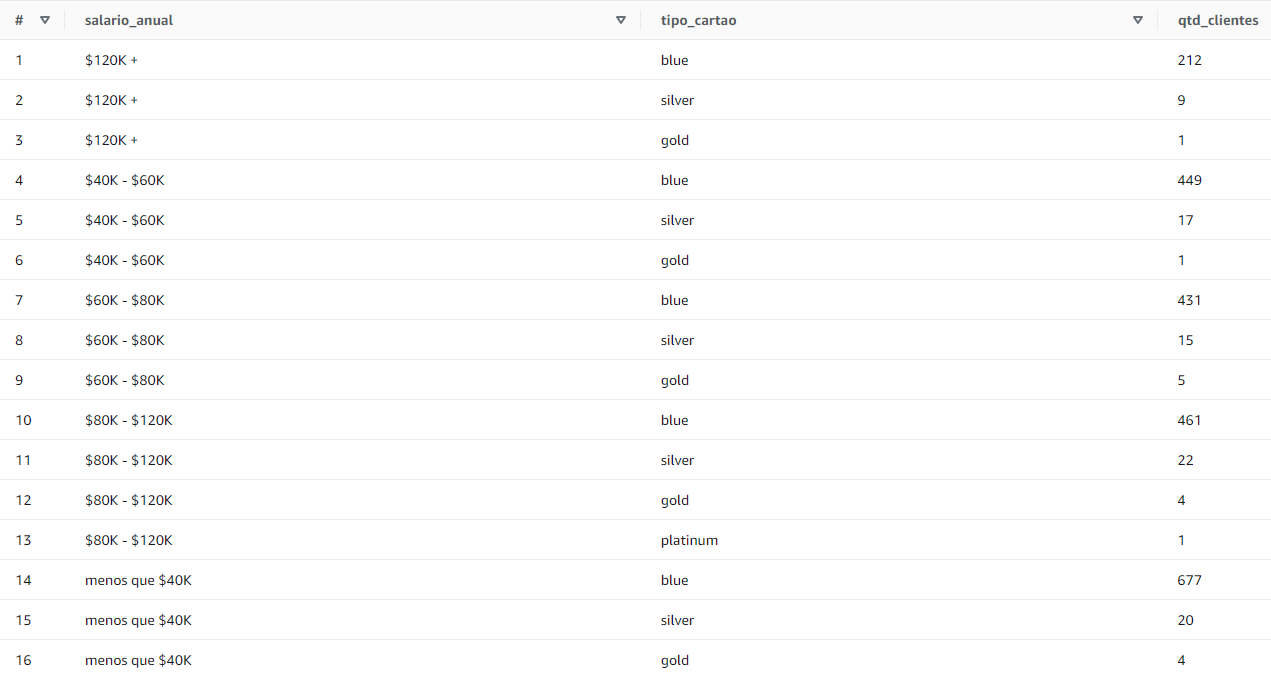 # salario_anual tipo_cartao qtd_clientes
1 $120K + blue 212
2 $120K + silver 9
3 $120K + gold 1
4 $40K - $60K blue 449
5 $40K - $60K silver 17
6 $40K - $60K gold 1
7 $60K - $80K blue 431
8 $60K - $80K silver 15
9 $60K - $80K gold 5
10 $80K - $120K blue 461
11 $80K - $120K silver 22
12 $80K - $120K gold 4
13 $80K - $120K platinum 1
14 menos que $40K blue 677
15 menos que $40K silver 20
16 menos que $40K gold 4